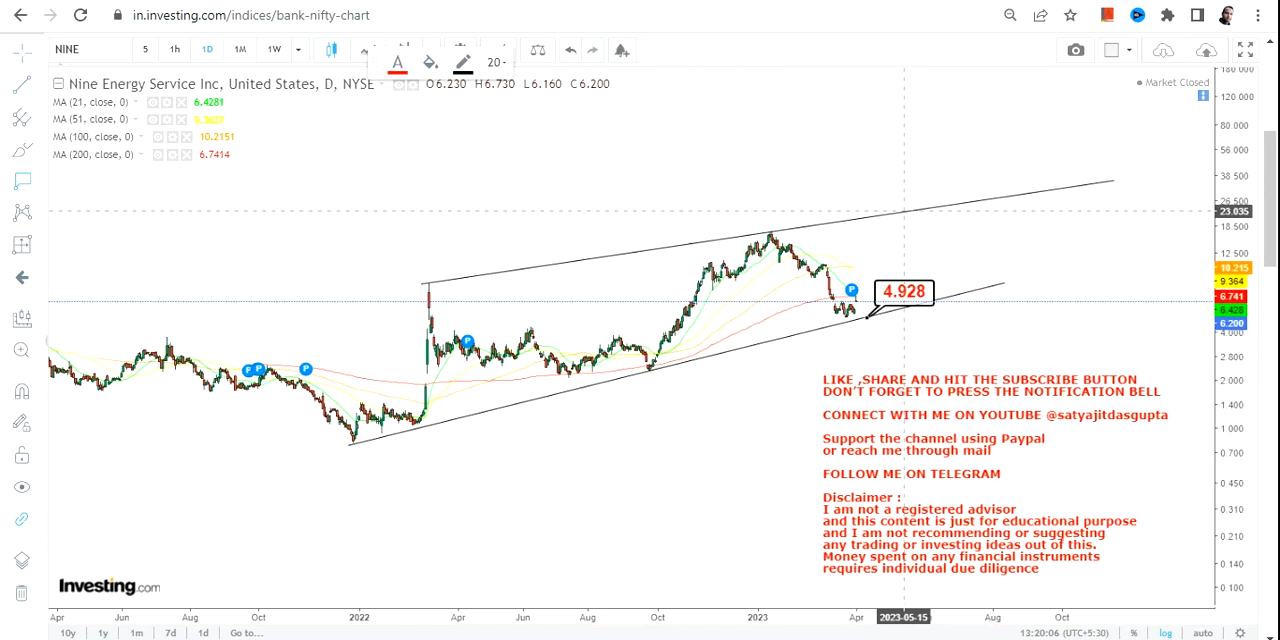 in.investing.com/indices/bank-nifty-chart
NINE
5
1h
1D
1M
1W
A
20
Nine Energy Service Inc, United States, D, NYSE
O6.230 H6.730 L6.160 C6.200
Market Closed
MA (21, close, 0)
6.4281
MA (51, close, 0)
MA (100, close, 0)
10.2151
MA (200, close, 0)
6.7414
180.000
120.000
80.000
56.000
38.500
26.500
23.035
18.500
12.500
10.215
9.364
6.741
6.428
6.200
4.000
2.800
2.000
1.400
1.000
0.700
0.450
0.310
0.210
0.140
0.100
P
P
P
P
P
4.928
LIKE ,SHARE AND HIT THE SUBSCRIBE BUTTON
DON'T FORGET TO PRESS THE NOTIFICATION BELL
CONNECT WITH ME ON YOUTUBE @satyajitdasgupta
Support the channel using Paypal
or reach me through mail
FOLLOW ME ON TELEGRAM
Disclaimer :
I am not a registered advisor
and this content is just for educational purpose
and I am not recommending or suggesting
any trading or investing ideas out of this.
Money spent on any financial instruments
requires individual due diligence
Investing.com
Apr Jun Aug Oct 2022 Apr Jun Aug Oct 2023 Apr 2023-05-15 Aug Oct
10y 1y 1m 7d 1d Go to...
13:20:06 (UTC+5:30) % log auto